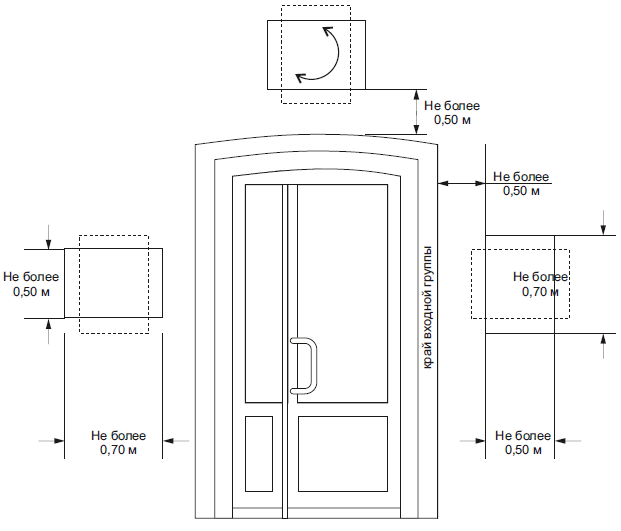 Не более
0,50 м
Не более
0,50 м
край входной группы
Не более
0,50 м
Не более
0,70 м
Не более
0,70 м
Не более
0,50 м